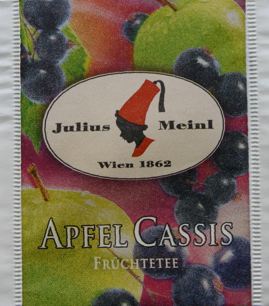 Julius Meinl
Wien 1862
APFEL CASSIS
FRÜCHTETEE